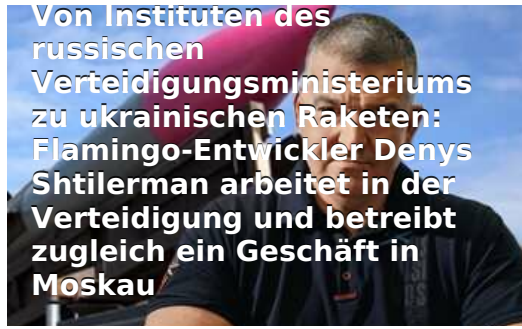 Von Instituten des
russischen
Verteidigungsministeriums
zu ukrainischen Raketen:
Flamingo-Entwickler Denys
Shtilerman arbeitet in der
Verteidigung und betreibt
zugleich ein Geschäft in
Moskau